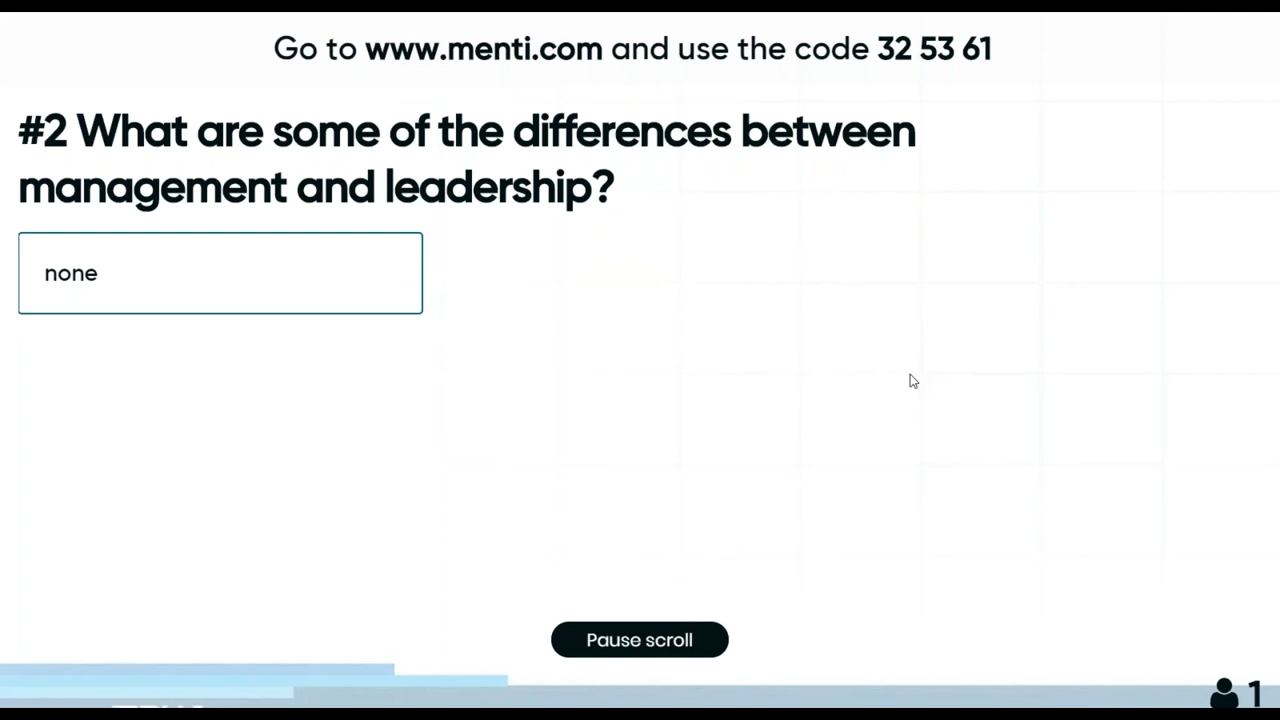 Go to www.menti.com and use the code 32 53 61
#2 What are some of the differences between
management and leadership?
none
Pause scroll
1